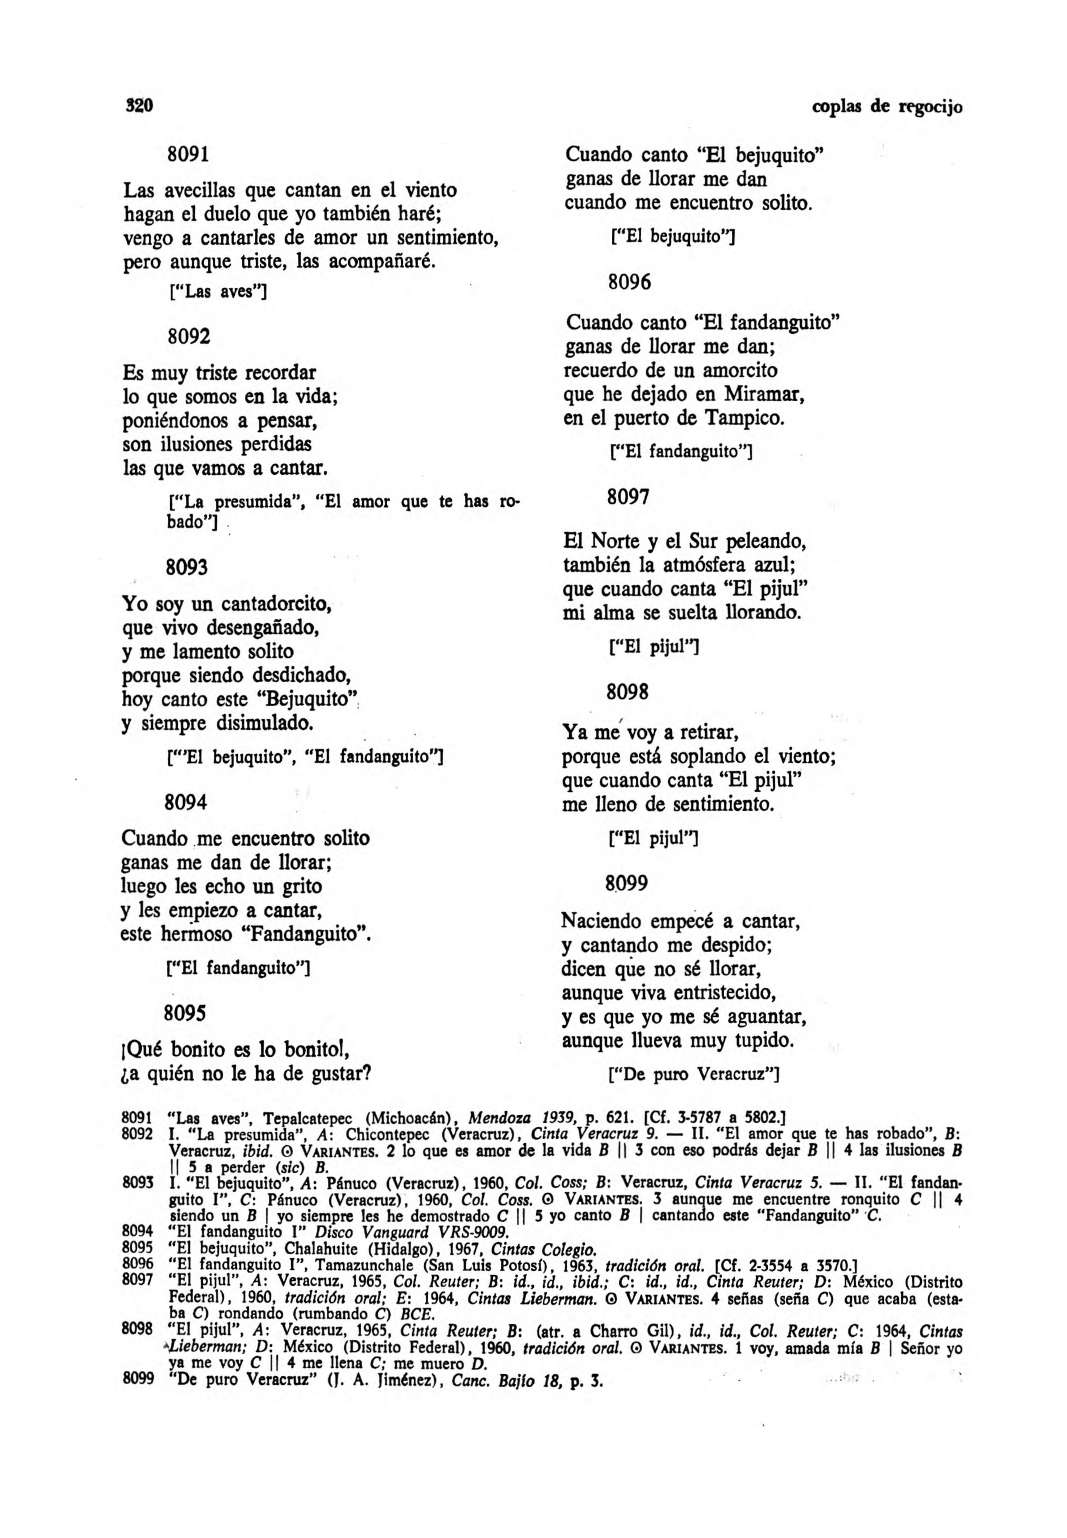 320
coplas de regocijo
8091
Las avecillas que cantan en el viento
hagan el duelo que yo también haré;
vengo a cantarles de amor un sentimiento,
pero aunque triste, las acompañaré.
["Las aves"]
8092
Es muy triste recordar
lo que somos en la vida;
poniéndonos a pensar,
son ilusiones perdidas
las que vamos a cantar.
["La presumida", "El amor que te has ro-
bado"]
8093
Yo soy un cantadorcito,
que vivo desengañado,
y me lamento solito
porque siendo desdichado,
hoy canto este "Bejuquito"
y siempre disimulado.
["'El bejuquito", "El fandanguito"]
8094
Cuando me encuentro solito
ganas me dan de llorar;
luego les echo un grito
y les empiezo a cantar,
este hermoso "Fandanguito".
["El fandanguito"]
8095
¡Qué bonito es lo bonito!,
¿a quién no le ha de gustar?
Cuando canto "El bejuquito"
ganas de llorar me dan
cuando me encuentro solito.
["El bejuquito"]
8096
Cuando canto "El fandanguito"
ganas de llorar me dan;
recuerdo de un amorcito
que he dejado en Miramar,
en el puerto de Tampico.
["El fandanguito"]
8097
El Norte y el Sur peleando,
también la atmósfera azul;
que cuando canta "El pijul"
mi alma se suelta llorando.
["El pijul"]
8098
Ya me voy a retirar,
porque está soplando el viento;
que cuando canta "El pijul"
me lleno de sentimiento.
["El pijul"]
8099
Naciendo empecé a cantar,
y cantando me despido;
dicen que no sé llorar,
aunque viva entristecido,
y es que yo me sé aguantar,
aunque llueva muy tupido.
["De puro Veracruz"]
8091 "Las aves", Tepalcatepec (Michoacán), Mendoza 1939, p. 621. [Cf. 3-5787 a 5802.]
8092 I. "La presumida", A: Chicontepec (Veracruz), Cinta Veracruz 9. — II. "El amor que te has robado", B:
Veracruz, ibid. ⊙ VARIANTES. 2 lo que es amor de la vida B || 3 con eso podrás dejar B || 4 las ilusiones B
|| 5 a perder (sic) B.
8093 I. "El bejuquito", A: Pánuco (Veracruz), 1960, Col. Coss; B: Veracruz, Cinta Veracruz 5. — II. "El fandan-
guito I", C: Pánuco (Veracruz), 1960, Col. Coss. ⊙ VARIANTES. 3 aunque me encuentre ronquito C || 4
siendo un B | yo siempre les he demostrado C || 5 yo canto B | cantando este "Fandanguito" C.
8094 "El fandanguito I" Disco Vanguard VRS-9009.
8095 "El bejuquito", Chalahuite (Hidalgo), 1967, Cintas Colegio.
8096 "El fandanguito I", Tamazunchale (San Luis Potosí), 1963, tradición oral. [Cf. 2-3554 a 3570.]
8097 "El pijul", A: Veracruz, 1965, Col. Reuter; B: id., id., ibid.; C: id., id., Cinta Reuter; D: México (Distrito
Federal), 1960, tradición oral; E: 1964, Cintas Lieberman. ⊙ VARIANTES. 4 señas (seña C) que acaba (esta-
ba C) rondando (rumbando C) BCE.
8098 "El pijul", A: Veracruz, 1965, Cinta Reuter; B: (atr. a Charro Gil), id., id., Col. Reuter; C: 1964, Cintas
Lieberman; D: México (Distrito Federal), 1960, tradición oral. ⊙ VARIANTES. 1 voy, amada mía B | Señor yo
ya me voy C || 4 me llena C; me muero D.
8099 "De puro Veracruz" (J. A. Jiménez), Canc. Bajío 18, p. 3.